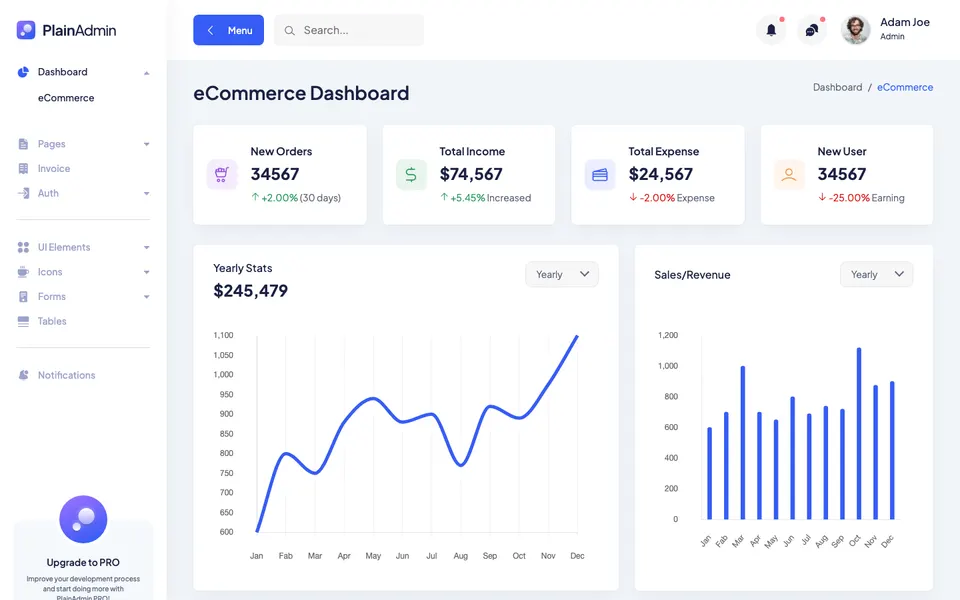 PlainAdmin
Menu
Search...
Adam Joe
Admin
Dashboard
eCommerce
Pages
Invoice
Auth
UI Elements
Icons
Forms
Tables
Notifications
Upgrade to PRO
Improve your development process
and start doing more with
PlainAdmin PRO!
eCommerce Dashboard
Dashboard / eCommerce
New Orders
34567
+2.00% (30 days)
Total Income
$74,567
+5.45% Increased
Total Expense
$24,567
-2.00% Expense
New User
34567
-25.00% Earning
Yearly Stats
$245,479
Yearly
1,100
1,050
1,000
950
900
850
800
750
700
650
600
Jan Feb Mar Apr May Jun Jul Aug Sep Oct Nov Dec
Sales/Revenue
Yearly
1,200
1,000
800
600
400
200
0
Jan Feb Mar Apr May Jun Jul Aug Sep Oct Nov Dec